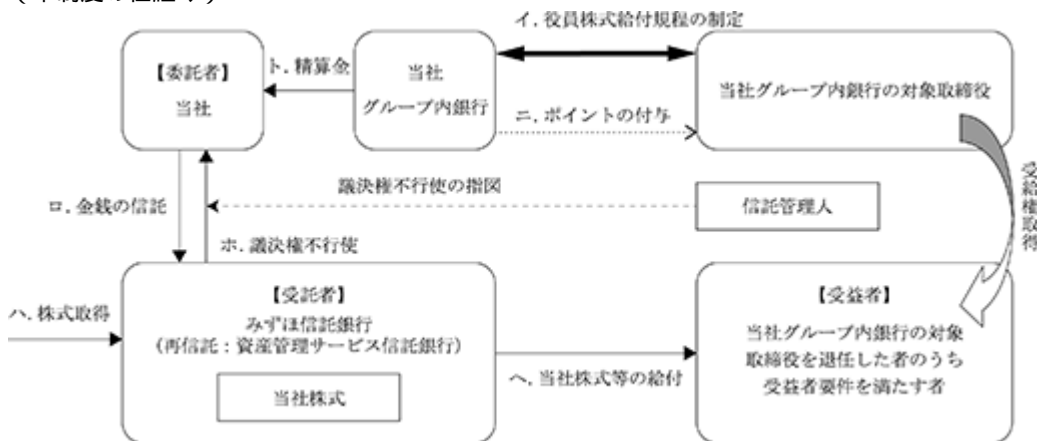 （本制度の仕組み）
イ．役員株式給付規程の制定
【委託者】
当社
ト．精算金
当社
グループ内銀行
当社グループ内銀行の対象取締役
ニ．ポイントの付与
受給権取得
議決権不行使の指図
信託管理人
ロ．金銭の信託
ホ．議決権不行使
ハ．株式取得
【受託者】
みずほ信託銀行
（再信託：資産管理サービス信託銀行）
当社株式
ヘ．当社株式等の給付
【受益者】
当社グループ内銀行の対象
取締役を退任した者のうち
受益者要件を満たす者